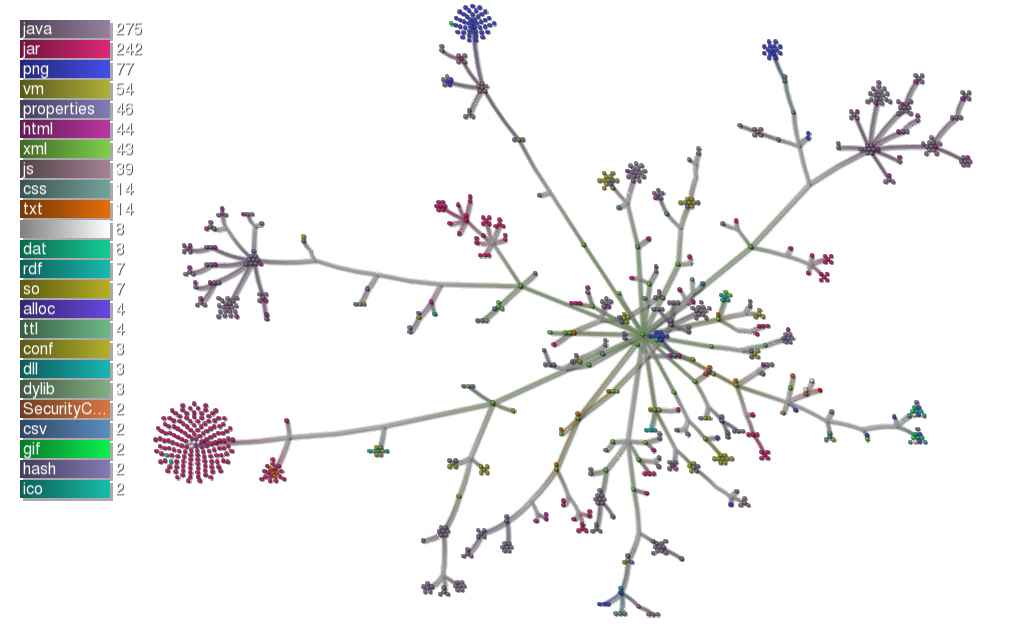 java 275
jar 242
png 77
vm 54
properties 46
html 44
xml 43
js 39
css 14
txt 14
8
dat 8
rdf 7
so 7
alloc 4
ttl 4
conf 3
dll 3
dylib 3
SecurityC... 2
csv 2
gif 2
hash 2
ico 2